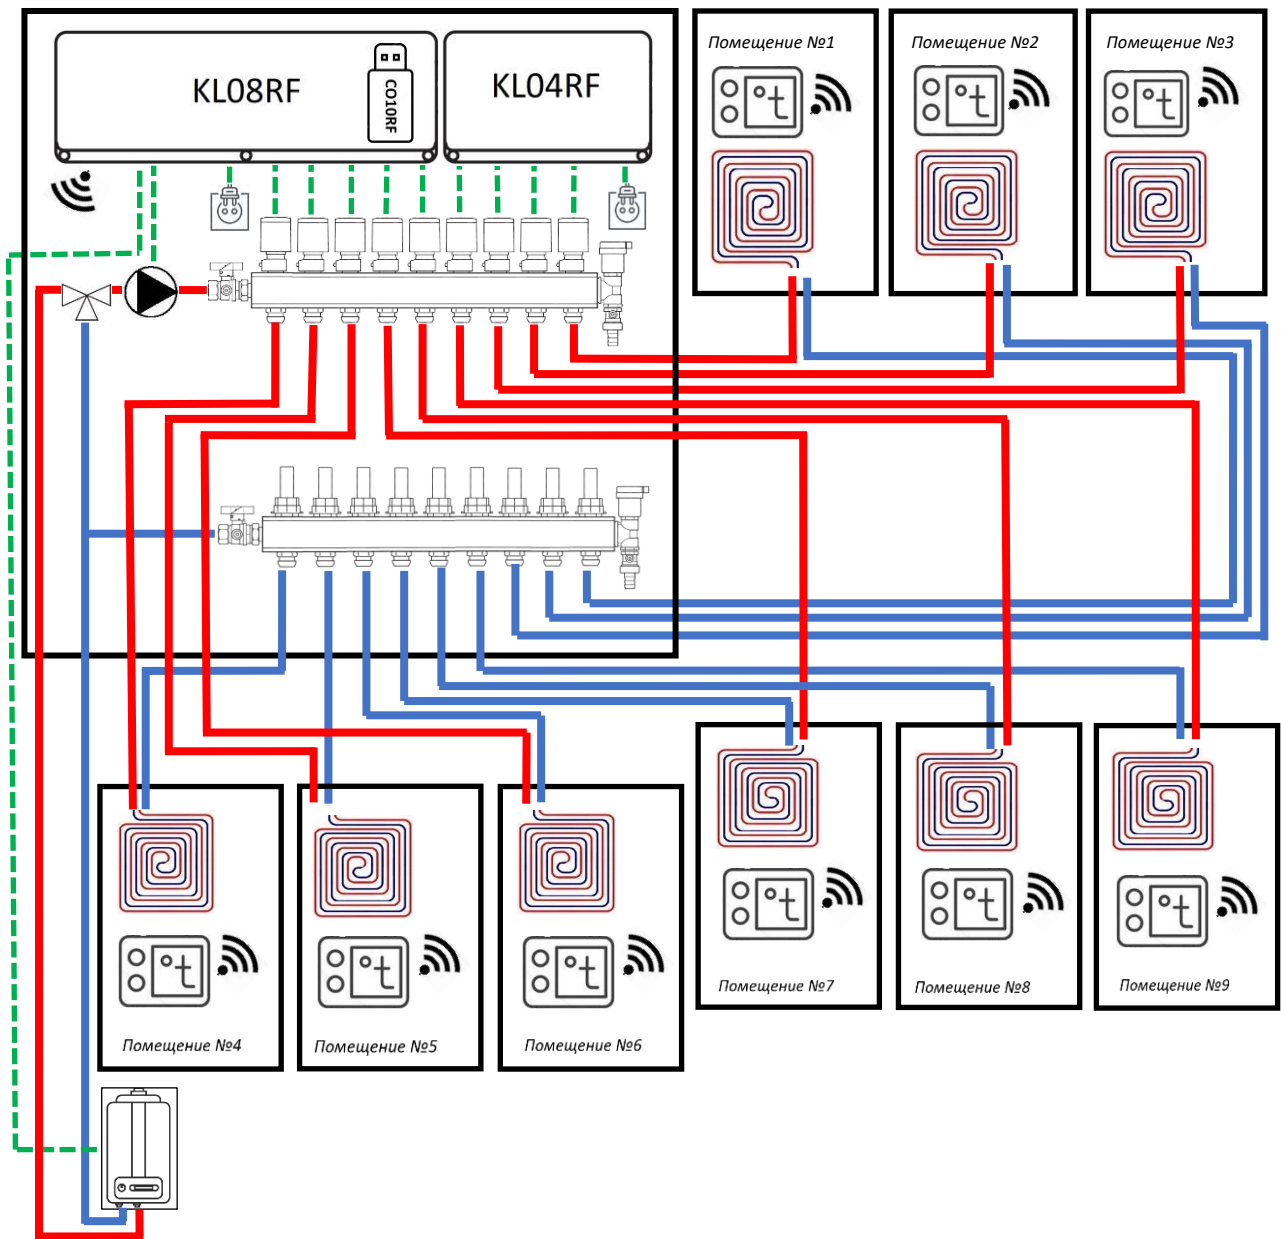 KL08RF
CO10RF
KL04RF
Помещение №1
°t
Помещение №2
°t
Помещение №3
°t
°t
Помещение №4
°t
Помещение №5
°t
Помещение №6
°t
Помещение №7
°t
Помещение №8
°t
Помещение №9